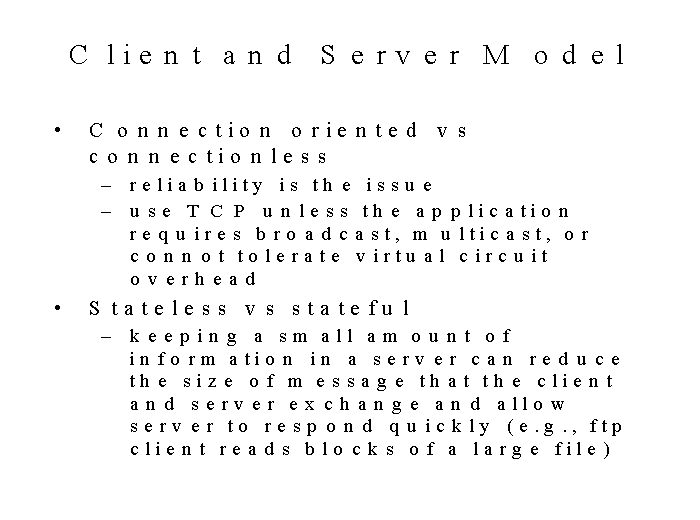 Client and Server Model
• Connection oriented vs
connectionless
– reliability is the issue
– use TCP unless the application
requires broadcast, multicast, or
connot tolerate virtual circuit
overhead
• Stateless vs stateful
– keeping a small amount of
information in a server can reduce
the size of message that the client
and server exchange and allow
server to respond quickly (e.g., ftp
client reads blocks of a large file)